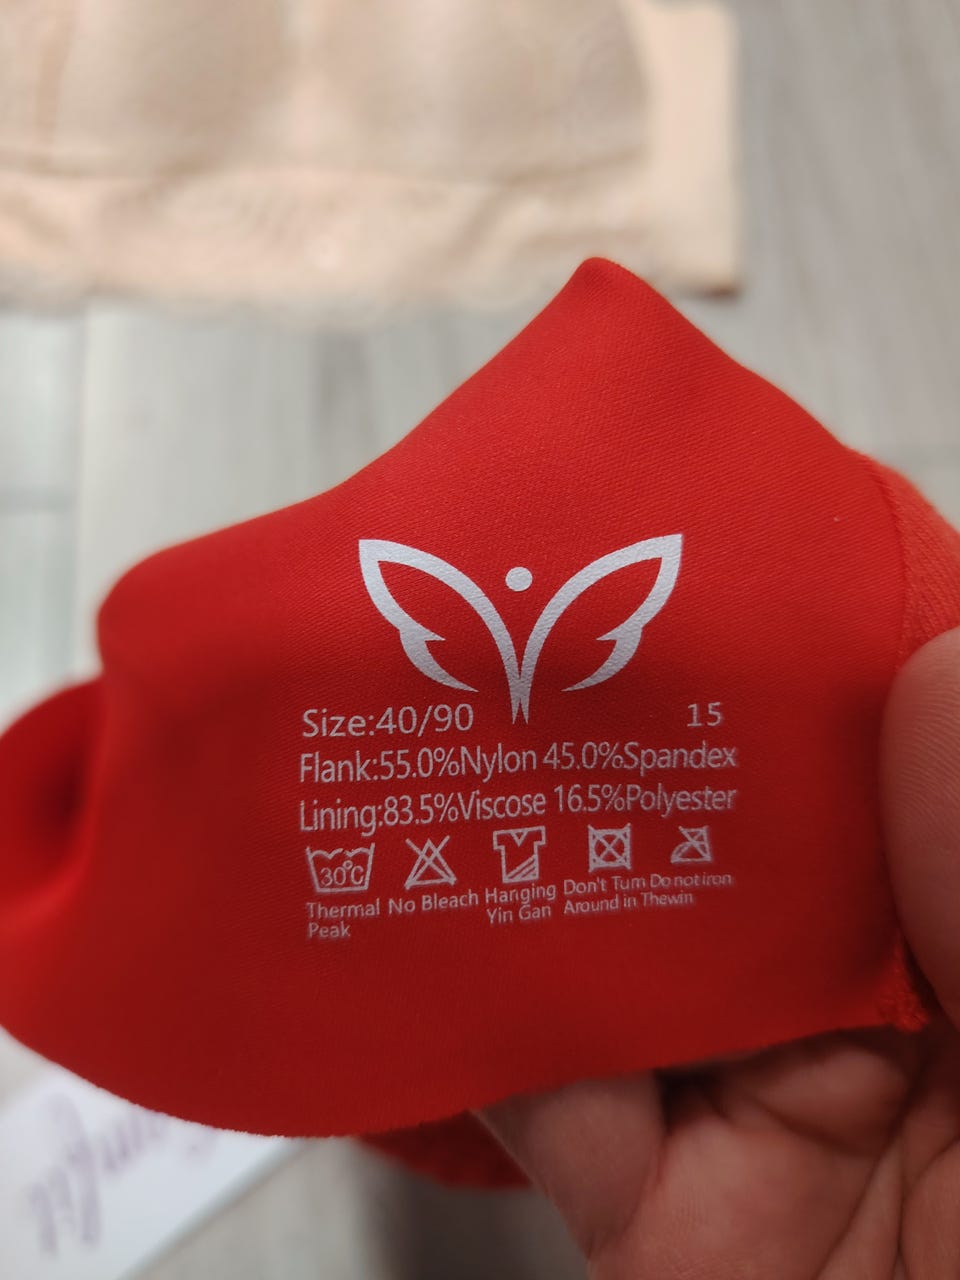 Size:40/90 15
Flank:55.0%Nylon 45.0%Spandex
Lining:83.5%Viscose 16.5%Polyester
30°C
Thermal Peak
No Bleach
Hanging Yin Gan
Don't Turn Around in Thewin
Do not iron